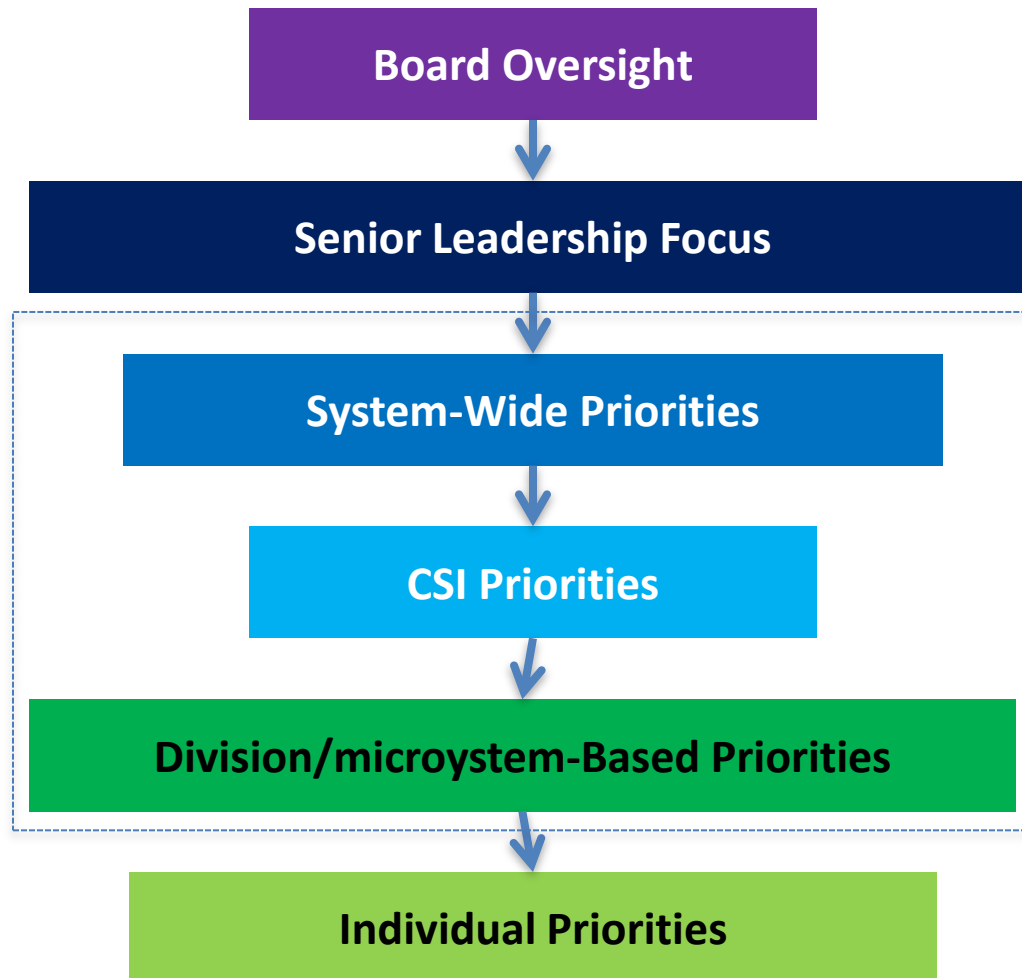 Board Oversight
Senior Leadership Focus
System-Wide Priorities
CSI Priorities
Division/microystem-Based Priorities
Individual Priorities